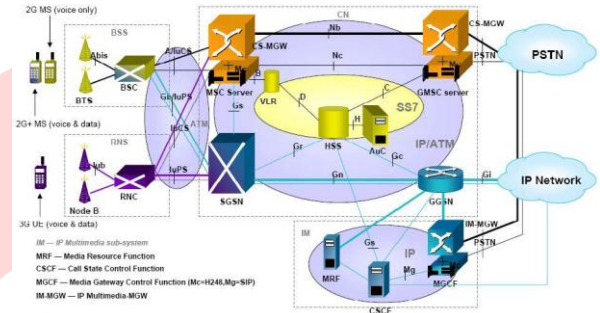 2G MS (voice only)
CN
CS-MGW
BSS
Nb
Abis
A/IuCS
CS-MGW
PSTN
Nc
PSTN
BSC
MSC Server
B
GMSC server
BTS
VLR
C
Gb/IuPS
Gs
D
SS7
2G+ MS (voice & data)
H
RNS
IuCS
ATM
HSS
AuC
IP/ATM
Gr
Gc
Iub
IuPS
Gn
Gi
IP Network
RNC
SGSN
GGSN
Node B
IM-MGW
3G UE (voice & data)
IM
IP
PSTN
Gs
IM — IP Multimedia sub-system
MRF — Media Resource Function
Mg
CSCF — Call State Control Function
MRF
MGCF
MGCF — Media Gateway Control Function (Mc=H248,Mg=SIP)
IM-MGW — IP Multimedia-MGW
CSCF